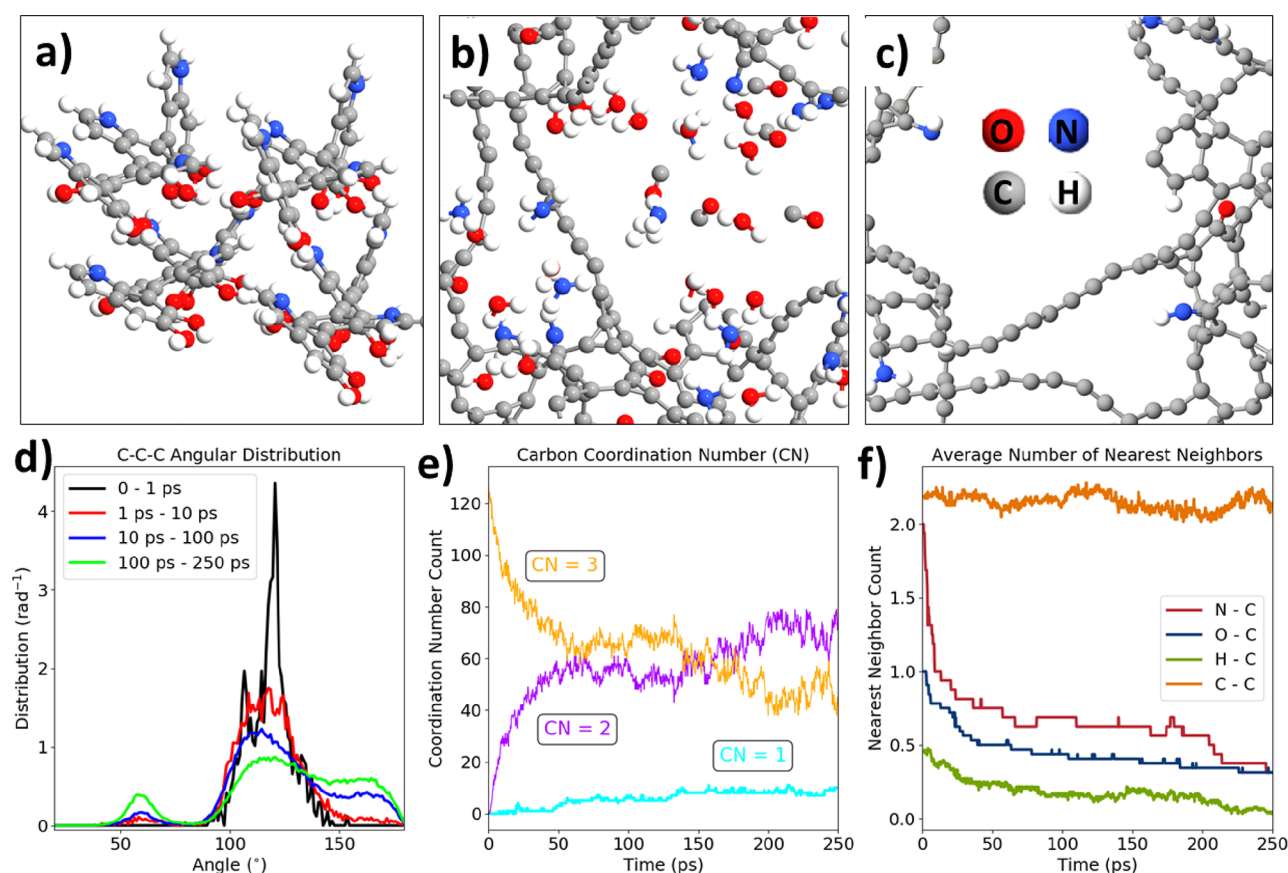 a)
b)
c)
O N
C H
d)
C-C-C Angular Distribution
0 - 1 ps
1 ps - 10 ps
10 ps - 100 ps
100 ps - 250 ps
Distribution (rad⁻¹)
0
1
2
3
4
50 100 150
Angle (°)
e)
Carbon Coordination Number (CN)
CN = 3
CN = 2
CN = 1
Coordination Number Count
120
100
80
60
40
20
0
0 50 100 150 200 250
Time (ps)
f)
Average Number of Nearest Neighbors
N - C
O - C
H - C
C - C
Nearest Neighbor Count
2.0
1.5
1.0
0.5
0.0
0 50 100 150 200 250
Time (ps)